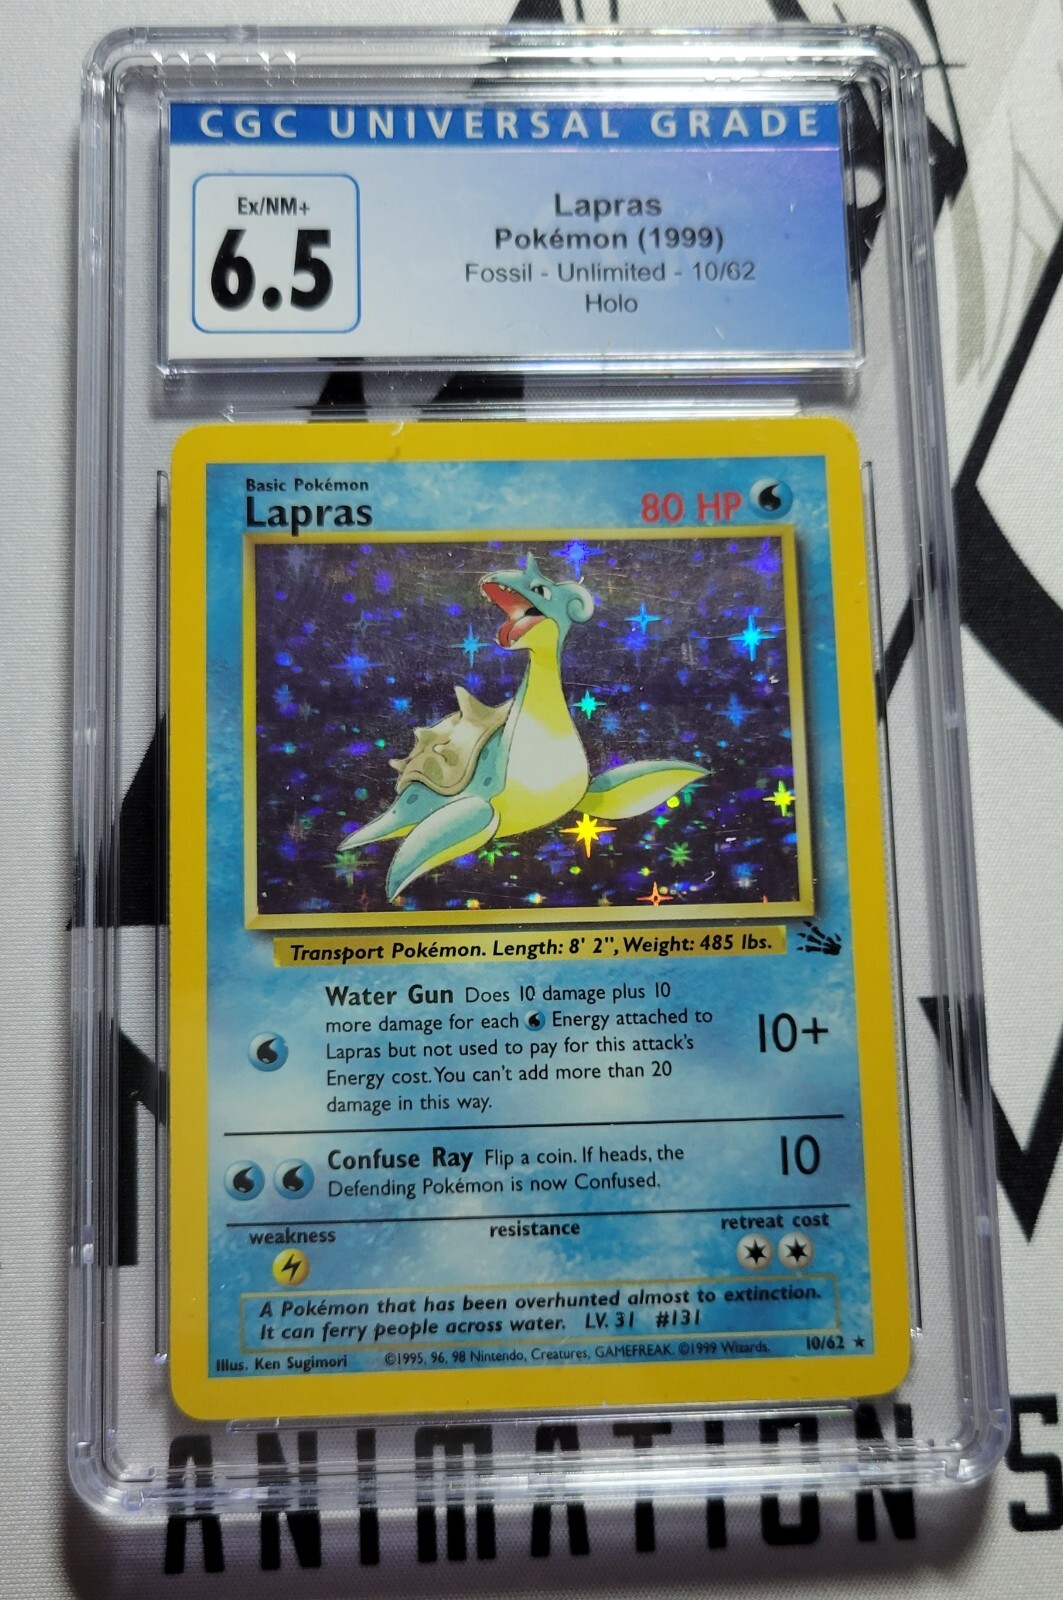 CGC UNIVERSAL GRADE
Ex/NM+
6.5
Lapras
Pokémon (1999)
Fossil - Unlimited - 10/62
Holo
Basic Pokémon
Lapras
80 HP
Transport Pokémon. Length: 8' 2", Weight: 485 lbs.
Water Gun Does 10 damage plus 10
more damage for each Energy attached to
Lapras but not used to pay for this attack's
Energy cost. You can't add more than 20
damage in this way.
10+
Confuse Ray Flip a coin. If heads, the
Defending Pokémon is now Confused.
10
weakness
resistance
retreat cost
A Pokémon that has been overhunted almost to extinction.
It can ferry people across water. LV. 31 #131
Illus. Ken Sugimori
©1995, 96, 98 Nintendo, Creatures, GAMEFREAK. ©1999 Wizards.
10/62 ★
ANIMATION S